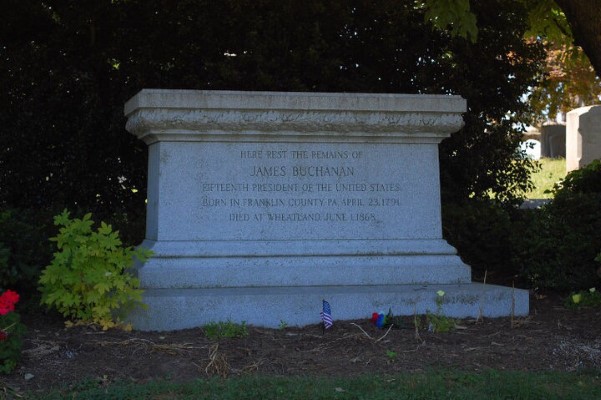 HERE REST THE REMAINS OF
JAMES BUCHANAN
FIFTEENTH PRESIDENT OF THE UNITED STATES
BORN IN FRANKLIN COUNTY PA. APRIL 23, 1791.
DIED AT WHEATLAND JUNE 1, 1868.